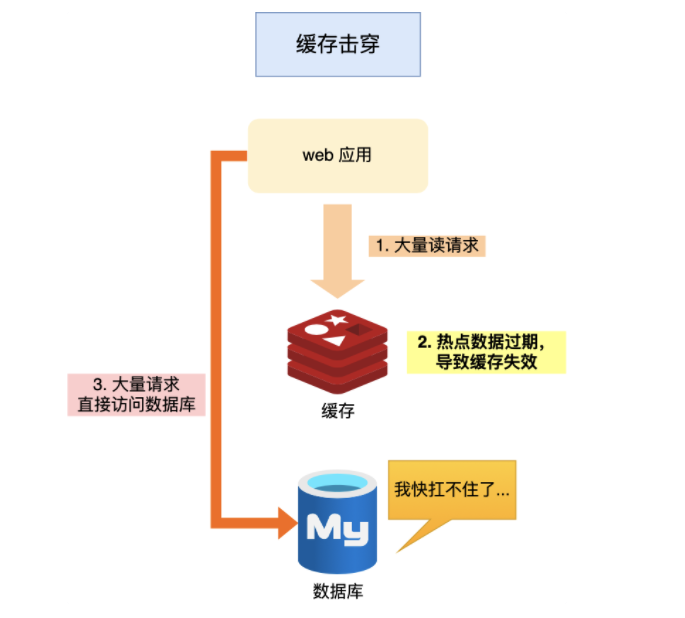 缓存击穿
web 应用
1. 大量读请求
2. 热点数据过期，
导致缓存失效
3. 大量请求
直接访问数据库
缓存
我快扛不住了...
My
数据库